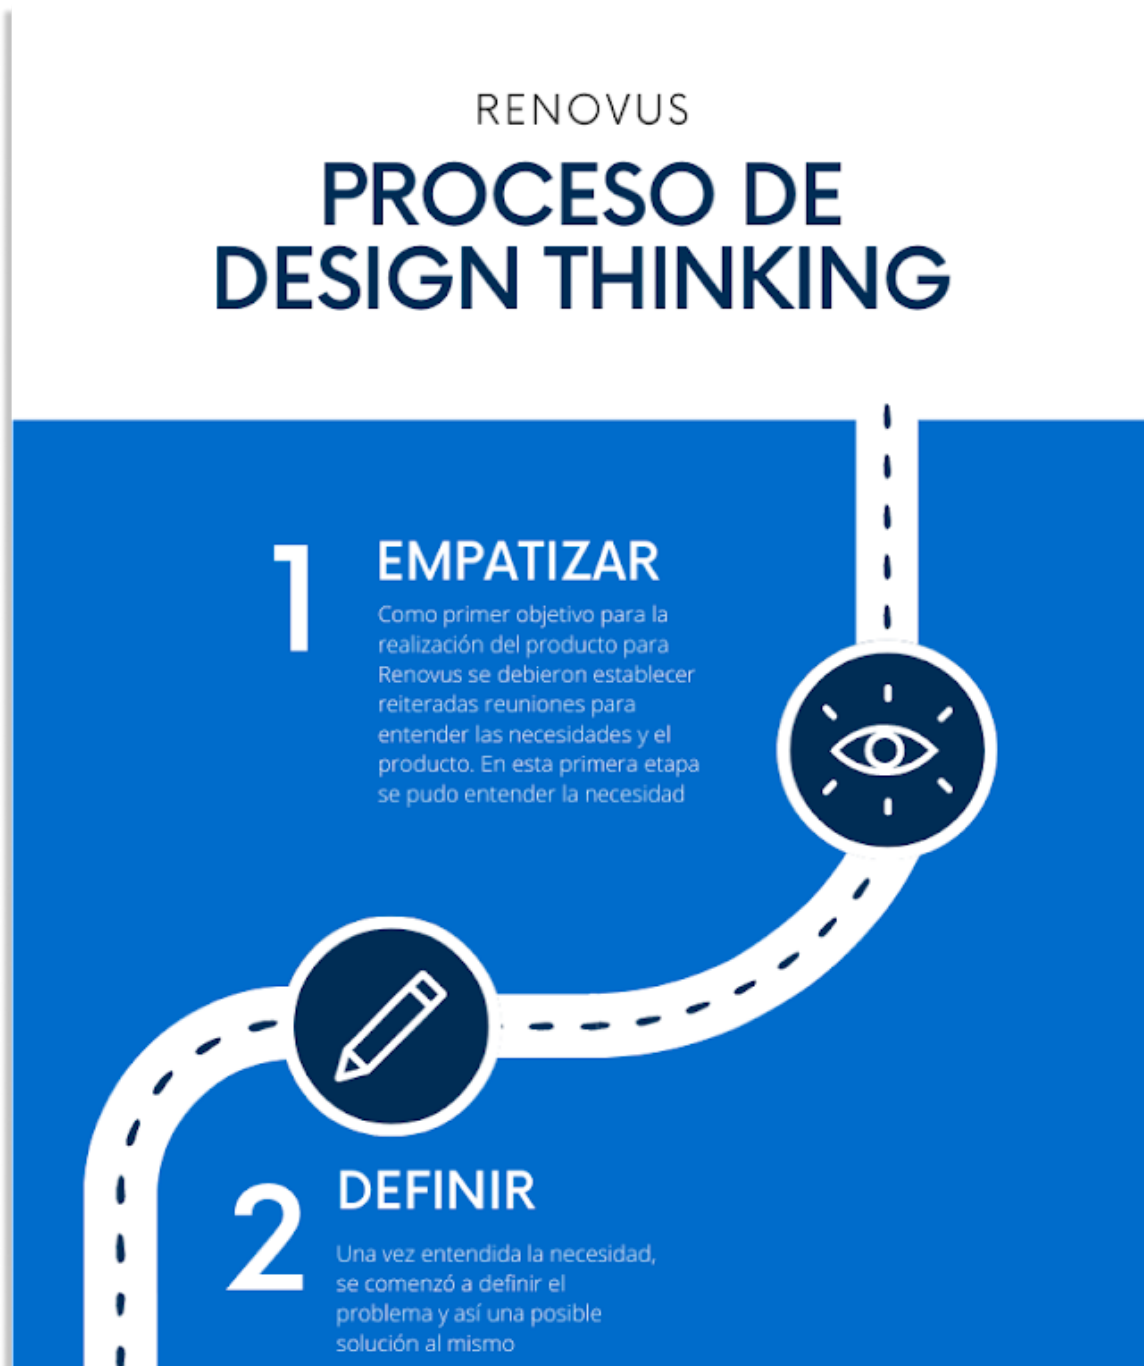 RENOVUS
PROCESO DE
DESIGN THINKING
1
EMPATIZAR
Como primer objetivo para la
realización del producto para
Renovus se debieron establecer
reiteradas reuniones para
entender las necesidades y el
producto. En esta primera etapa
se pudo entender la necesidad
2
DEFINIR
Una vez entendida la necesidad,
se comenzó a definir el
problema y así una posible
solución al mismo